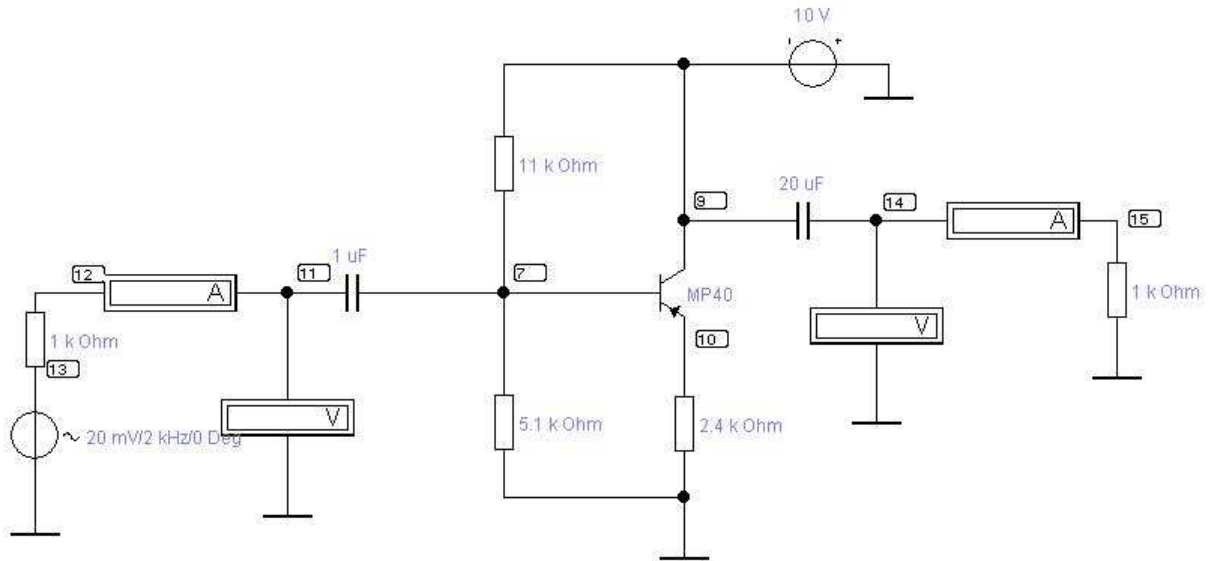 10 V
11 k Ohm
9
20 uF
14
A
15
12
A
11
1 uF
7
MP40
1 k Ohm
1 k Ohm
V
10
13
V
5.1 k Ohm
2.4 k Ohm
~ 20 mV/2 kHz/0 Deg